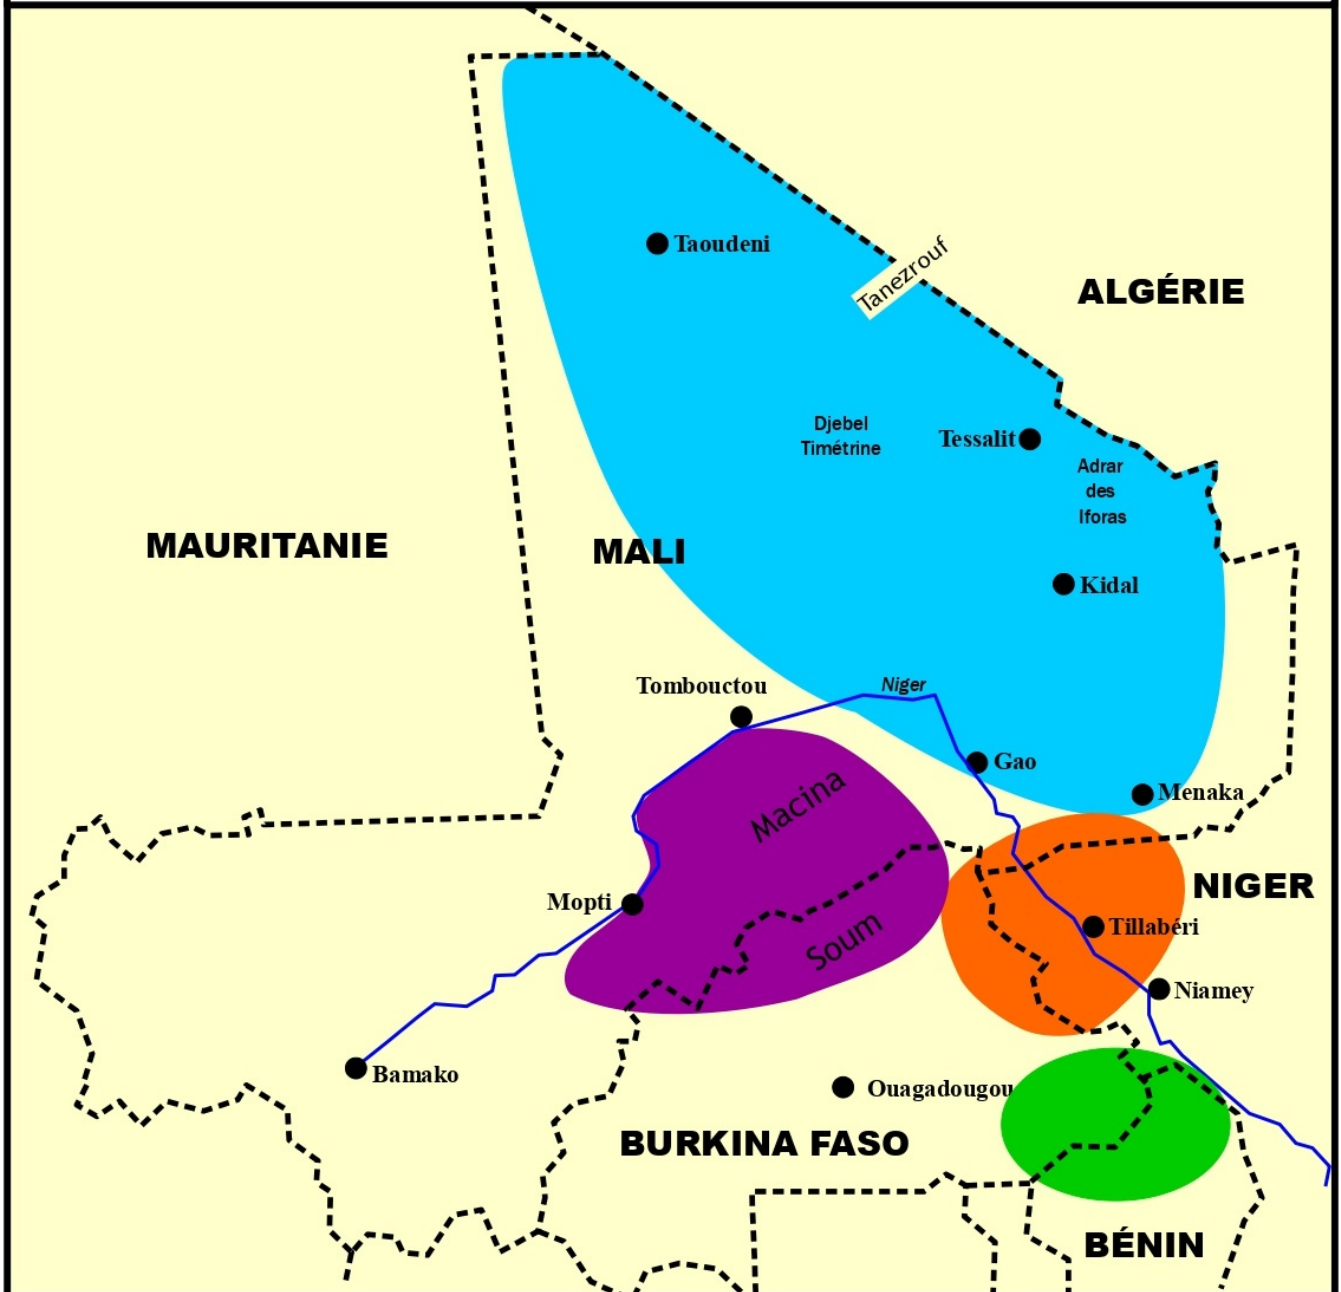 Taoudeni
Tanezrouf
ALGÉRIE
Djebel
Timétrine
Tessalit
Adrar
des
Iforas
MAURITANIE
MALI
Kidal
Tombouctou
Niger
Gao
Menaka
Macina
Mopti
NIGER
Soum
Tillabéri
Niamey
Bamako
Ouagadougou
BURKINA FASO
BÉNIN